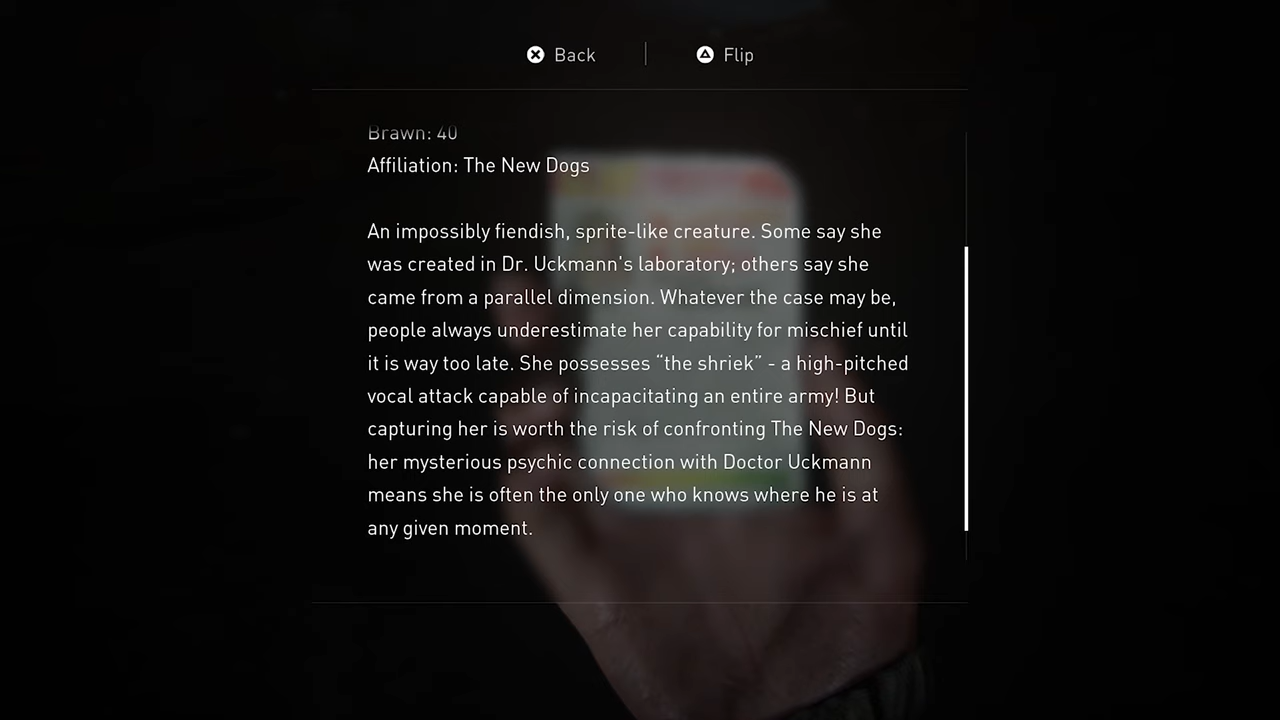 Back
Flip
Brawn: 40
Affiliation: The New Dogs
An impossibly fiendish, sprite-like creature. Some say she
was created in Dr. Uckmann's laboratory; others say she
came from a parallel dimension. Whatever the case may be,
people always underestimate her capability for mischief until
it is way too late. She possesses “the shriek” - a high-pitched
vocal attack capable of incapacitating an entire army! But
capturing her is worth the risk of confronting The New Dogs:
her mysterious psychic connection with Doctor Uckmann
means she is often the only one who knows where he is at
any given moment.